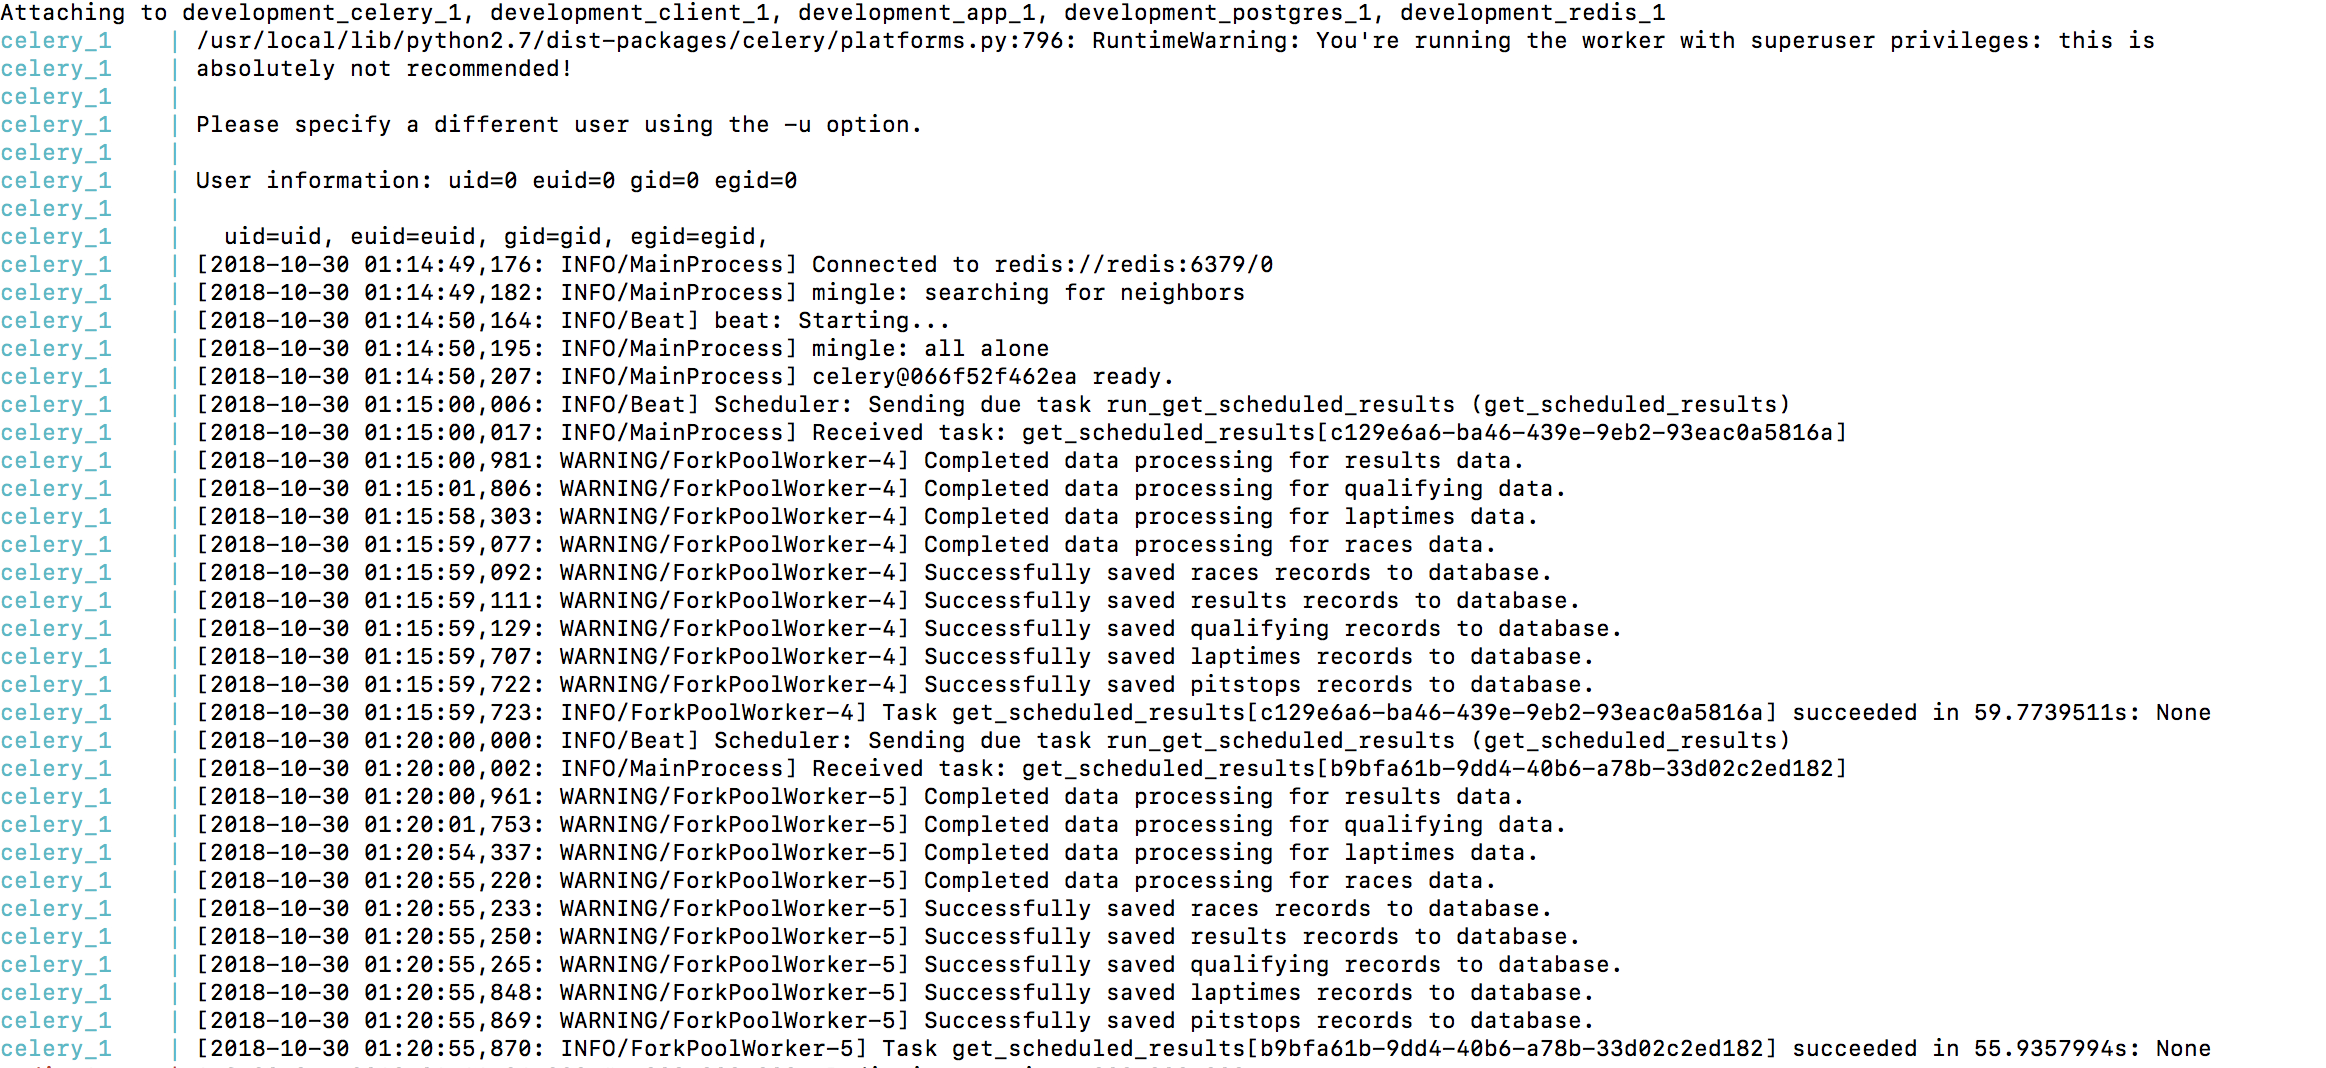 Attaching to development_celery_1, development_client_1, development_app_1, development_postgres_1, development_redis_1
celery_1     | /usr/local/lib/python2.7/dist-packages/celery/platforms.py:796: RuntimeWarning: You're running the worker with superuser privileges: this is
celery_1     | absolutely not recommended!
celery_1     |
celery_1     | Please specify a different user using the -u option.
celery_1     |
celery_1     | User information: uid=0 euid=0 gid=0 egid=0
celery_1     |
celery_1     |   uid=uid, euid=euid, gid=gid, egid=egid,
celery_1     | [2018-10-30 01:14:49,176: INFO/MainProcess] Connected to redis://redis:6379/0
celery_1     | [2018-10-30 01:14:49,182: INFO/MainProcess] mingle: searching for neighbors
celery_1     | [2018-10-30 01:14:50,164: INFO/Beat] beat: Starting...
celery_1     | [2018-10-30 01:14:50,195: INFO/MainProcess] mingle: all alone
celery_1     | [2018-10-30 01:14:50,207: INFO/MainProcess] celery@066f52f462ea ready.
celery_1     | [2018-10-30 01:15:00,006: INFO/Beat] Scheduler: Sending due task run_get_scheduled_results (get_scheduled_results)
celery_1     | [2018-10-30 01:15:00,017: INFO/MainProcess] Received task: get_scheduled_results[c129e6a6-ba46-439e-9eb2-93eac0a5816a]
celery_1     | [2018-10-30 01:15:00,981: WARNING/ForkPoolWorker-4] Completed data processing for results data.
celery_1     | [2018-10-30 01:15:01,806: WARNING/ForkPoolWorker-4] Completed data processing for qualifying data.
celery_1     | [2018-10-30 01:15:58,303: WARNING/ForkPoolWorker-4] Completed data processing for laptimes data.
celery_1     | [2018-10-30 01:15:59,077: WARNING/ForkPoolWorker-4] Completed data processing for races data.
celery_1     | [2018-10-30 01:15:59,092: WARNING/ForkPoolWorker-4] Successfully saved races records to database.
celery_1     | [2018-10-30 01:15:59,111: WARNING/ForkPoolWorker-4] Successfully saved results records to database.
celery_1     | [2018-10-30 01:15:59,129: WARNING/ForkPoolWorker-4] Successfully saved qualifying records to database.
celery_1     | [2018-10-30 01:15:59,707: WARNING/ForkPoolWorker-4] Successfully saved laptimes records to database.
celery_1     | [2018-10-30 01:15:59,722: WARNING/ForkPoolWorker-4] Successfully saved pitstops records to database.
celery_1     | [2018-10-30 01:15:59,723: INFO/ForkPoolWorker-4] Task get_scheduled_results[c129e6a6-ba46-439e-9eb2-93eac0a5816a] succeeded in 59.7739511s: None
celery_1     | [2018-10-30 01:20:00,000: INFO/Beat] Scheduler: Sending due task run_get_scheduled_results (get_scheduled_results)
celery_1     | [2018-10-30 01:20:00,002: INFO/MainProcess] Received task: get_scheduled_results[b9bfa61b-9dd4-40b6-a78b-33d02c2ed182]
celery_1     | [2018-10-30 01:20:00,961: WARNING/ForkPoolWorker-5] Completed data processing for results data.
celery_1     | [2018-10-30 01:20:01,753: WARNING/ForkPoolWorker-5] Completed data processing for qualifying data.
celery_1     | [2018-10-30 01:20:54,337: WARNING/ForkPoolWorker-5] Completed data processing for laptimes data.
celery_1     | [2018-10-30 01:20:55,220: WARNING/ForkPoolWorker-5] Completed data processing for races data.
celery_1     | [2018-10-30 01:20:55,233: WARNING/ForkPoolWorker-5] Successfully saved races records to database.
celery_1     | [2018-10-30 01:20:55,250: WARNING/ForkPoolWorker-5] Successfully saved results records to database.
celery_1     | [2018-10-30 01:20:55,265: WARNING/ForkPoolWorker-5] Successfully saved qualifying records to database.
celery_1     | [2018-10-30 01:20:55,848: WARNING/ForkPoolWorker-5] Successfully saved laptimes records to database.
celery_1     | [2018-10-30 01:20:55,869: WARNING/ForkPoolWorker-5] Successfully saved pitstops records to database.
celery_1     | [2018-10-30 01:20:55,870: INFO/ForkPoolWorker-5] Task get_scheduled_results[b9bfa61b-9dd4-40b6-a78b-33d02c2ed182] succeeded in 55.9357994s: None